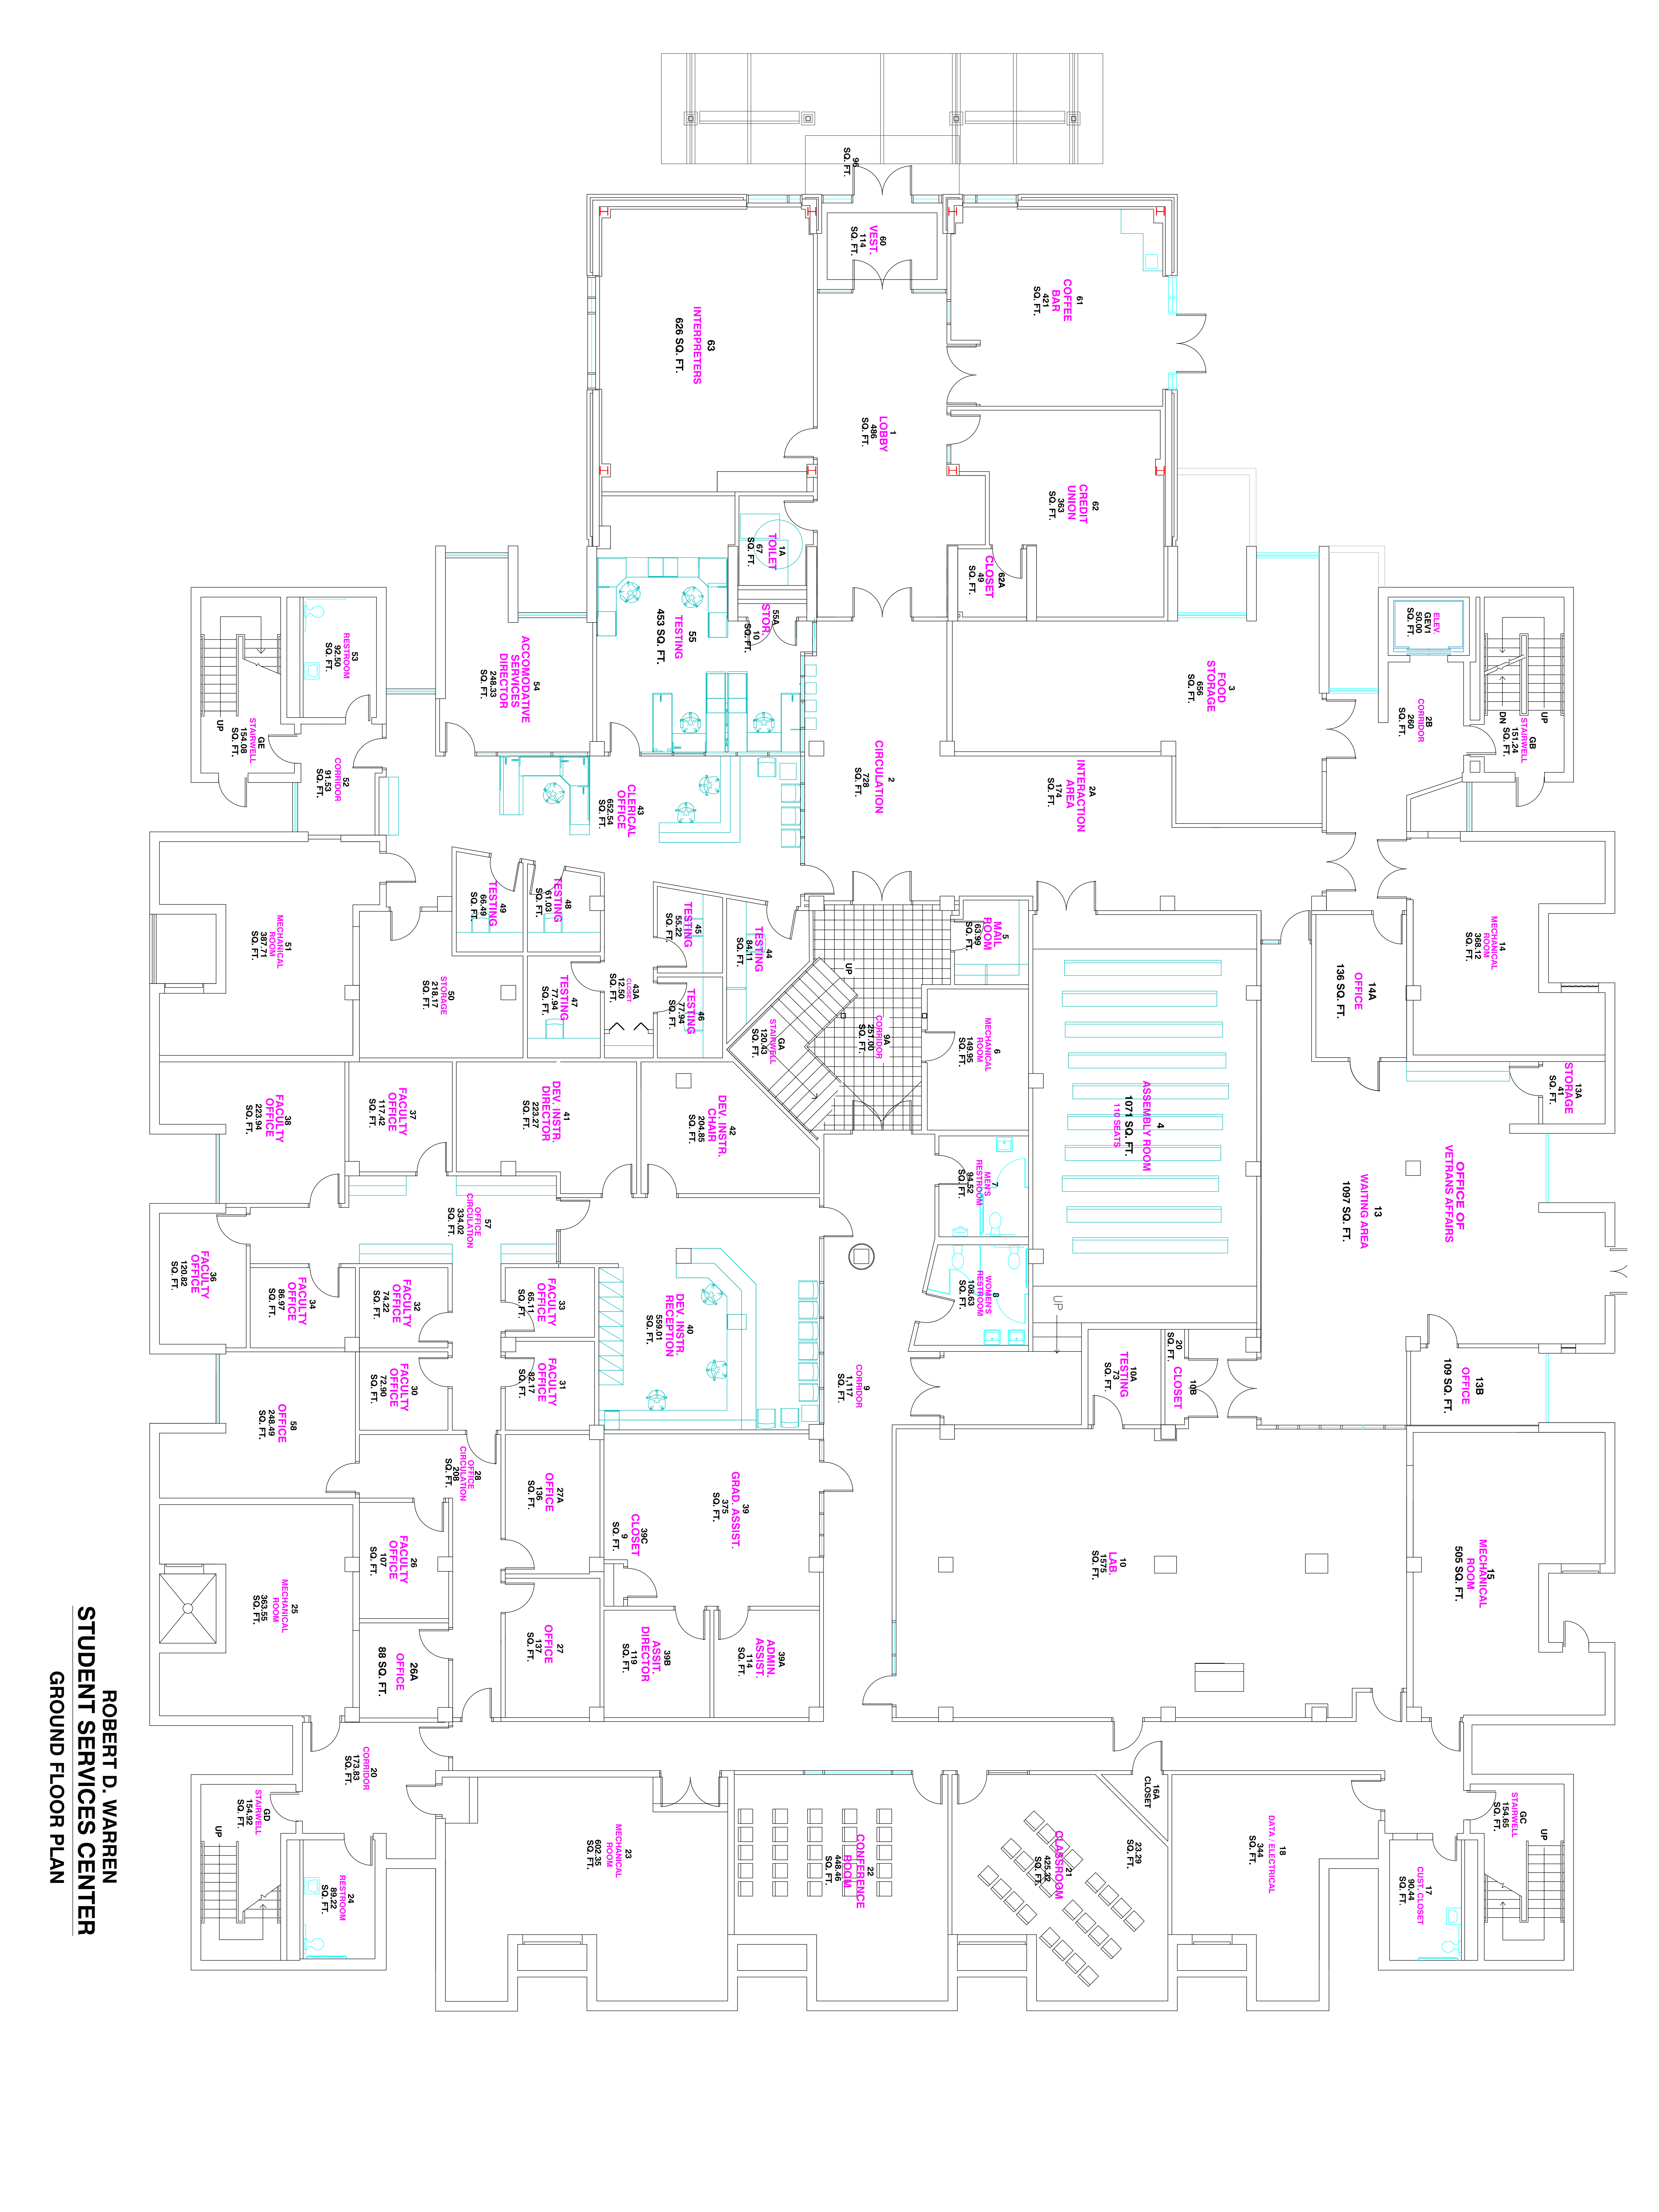 96
SQ. FT.
60
VEST.
114
SQ. FT.
61
COFFEE
BAR
421
SQ. FT.
63
INTERPRETERS
626 SQ. FT.
1
LOBBY
486
SQ. FT.
62
CREDIT
UNION
363
SQ. FT.
62A
CLOSET
49
SQ. FT.
1A
TOILET
67
SQ. FT.
55A
STOR.
10
SQ. FT.
55
TESTING
453 SQ. FT.
54
ACCOMODATIVE
SERVICES
DIRECTOR
248.33
SQ. FT.
53
RESTROOM
92.50
SQ. FT.
UP
GE
STAIRWELL
154.08
SQ. FT.
52
CORRIDOR
91.53
SQ. FT.
3
FOOD
STORAGE
656
SQ. FT.
ELEV.
GEV1
50.00
SQ. FT.
2B
CORRIDOR
260
SQ. FT.
UP
DN
GB
STAIRWELL
151.24
SQ. FT.
2
CIRCULATION
728
SQ. FT.
2A
INTERACTION
AREA
174
SQ. FT.
43
CLERICAL
OFFICE
652.54
SQ. FT.
49
TESTING
66.49
SQ. FT.
48
TESTING
61.03
SQ. FT.
45
TESTING
55.22
SQ. FT.
44
TESTING
84.11
SQ. FT.
51
MECHANICAL
ROOM
387.71
SQ. FT.
50
STORAGE
218.17
SQ. FT.
47
TESTING
77.94
SQ. FT.
43A
CLOSET
12.50
SQ. FT.
46
TESTING
77.94
SQ. FT.
UP
GA
STAIRWELL
120.43
SQ. FT.
9A
CORRIDOR
251.00
SQ. FT.
5
MAIL
ROOM
63.99
SQ. FT.
6
MECHANICAL
ROOM
149.95
SQ. FT.
4
ASSEMBLY ROOM
1071 SQ. FT.
110 SEATS
UP
14A
OFFICE
136 SQ. FT.
14
MECHANICAL
ROOM
368.12
SQ. FT.
13A
STORAGE
41
SQ. FT.
OFFICE OF
VETRANS AFFAIRS
13
WAITING AREA
1097 SQ. FT.
13B
OFFICE
109 SQ. FT.
38
FACULTY
OFFICE
223.94
SQ. FT.
37
FACULTY
OFFICE
117.42
SQ. FT.
41
DEV. INSTR.
DIRECTOR
223.27
SQ. FT.
42
DEV. INSTR.
CHAIR
204.85
SQ. FT.
7
MEN'S
RESTROOM
94.52
SQ. FT.
8
WOMEN'S
RESTROOM
108.63
SQ. FT.
57
OFFICE
CIRCULATION
334.02
SQ. FT.
36
FACULTY
OFFICE
120.82
SQ. FT.
34
FACULTY
OFFICE
86.97
SQ. FT.
32
FACULTY
OFFICE
74.22
SQ. FT.
33
FACULTY
OFFICE
65.11
SQ. FT.
40
DEV. INSTR.
RECEPTION
559.01
SQ. FT.
9
CORRIDOR
1,117
SQ. FT.
10A
TESTING
73
SQ. FT.
10B
CLOSET
20
SQ. FT.
58
OFFICE
248.49
SQ. FT.
30
FACULTY
OFFICE
72.90
SQ. FT.
31
FACULTY
OFFICE
82.17
SQ. FT.
28
OFFICE
CIRCULATION
208
SQ. FT.
27A
OFFICE
136
SQ. FT.
39
GRAD. ASSIST.
375
SQ. FT.
39C
CLOSET
9
SQ. FT.
10
LAB.
1575
SQ. FT.
15
MECHANICAL
ROOM
505 SQ. FT.
25
MECHANICAL
ROOM
363.55
SQ. FT.
26
FACULTY
OFFICE
107
SQ. FT.
26A
OFFICE
88 SQ. FT.
27
OFFICE
137
SQ. FT.
39B
ASSIT.
DIRECTOR
119
SQ. FT.
39A
ADMIN.
ASSIST.
114
SQ. FT.
20
CORRIDOR
173.83
SQ. FT.
GD
STAIRWELL
154.92
SQ. FT.
UP
24
RESTROOM
89.22
SQ. FT.
23
MECHANICAL
ROOM
602.35
SQ. FT.
22
CONFERENCE
ROOM
448.46
SQ. FT.
21
CLASSROOM
425.32
SQ. FT.
16A
CLOSET
23.29
SQ. FT.
18
DATA / ELECTRICAL
344
SQ. FT.
17
CUST. CLOSET
90.44
SQ. FT.
GC
STAIRWELL
154.65
SQ. FT.
UP
ROBERT D. WARREN
STUDENT SERVICES CENTER
GROUND FLOOR PLAN